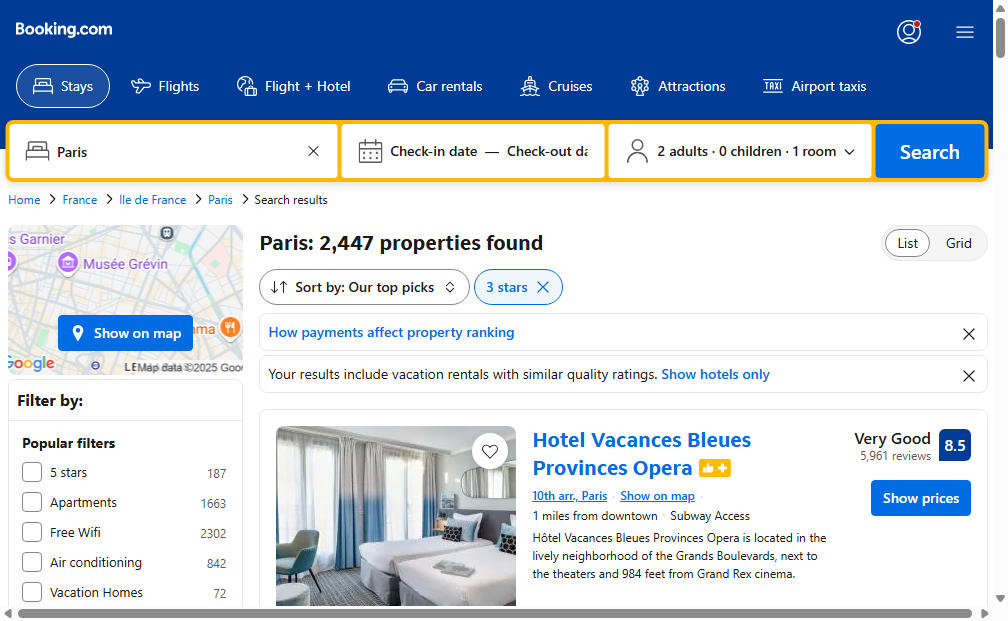 Booking.com
Stays
Flights
Flight + Hotel
Car rentals
Cruises
Attractions
TAXI
Airport taxis
Paris
Check-in date — Check-out da
2 adults · 0 children · 1 room
Search
Home > France > Ile de France > Paris > Search results
s Garnier
Musée Grévin
Show on map
ma
Google
Map data ©2025 Goo
Filter by:
Popular filters
5 stars 187
Apartments 1663
Free Wifi 2302
Air conditioning 842
Vacation Homes 72
Paris: 2,447 properties found
List
Grid
Sort by: Our top picks
3 stars
How payments affect property ranking
Your results include vacation rentals with similar quality ratings. Show hotels only
Hotel Vacances Bleues
Provinces Opera
10th arr., Paris · Show on map ·
1 miles from downtown · Subway Access
Hôtel Vacances Bleues Provinces Opera is located in the
lively neighborhood of the Grands Boulevards, next to
the theaters and 984 feet from Grand Rex cinema.
Very Good
5,961 reviews
8.5
Show prices